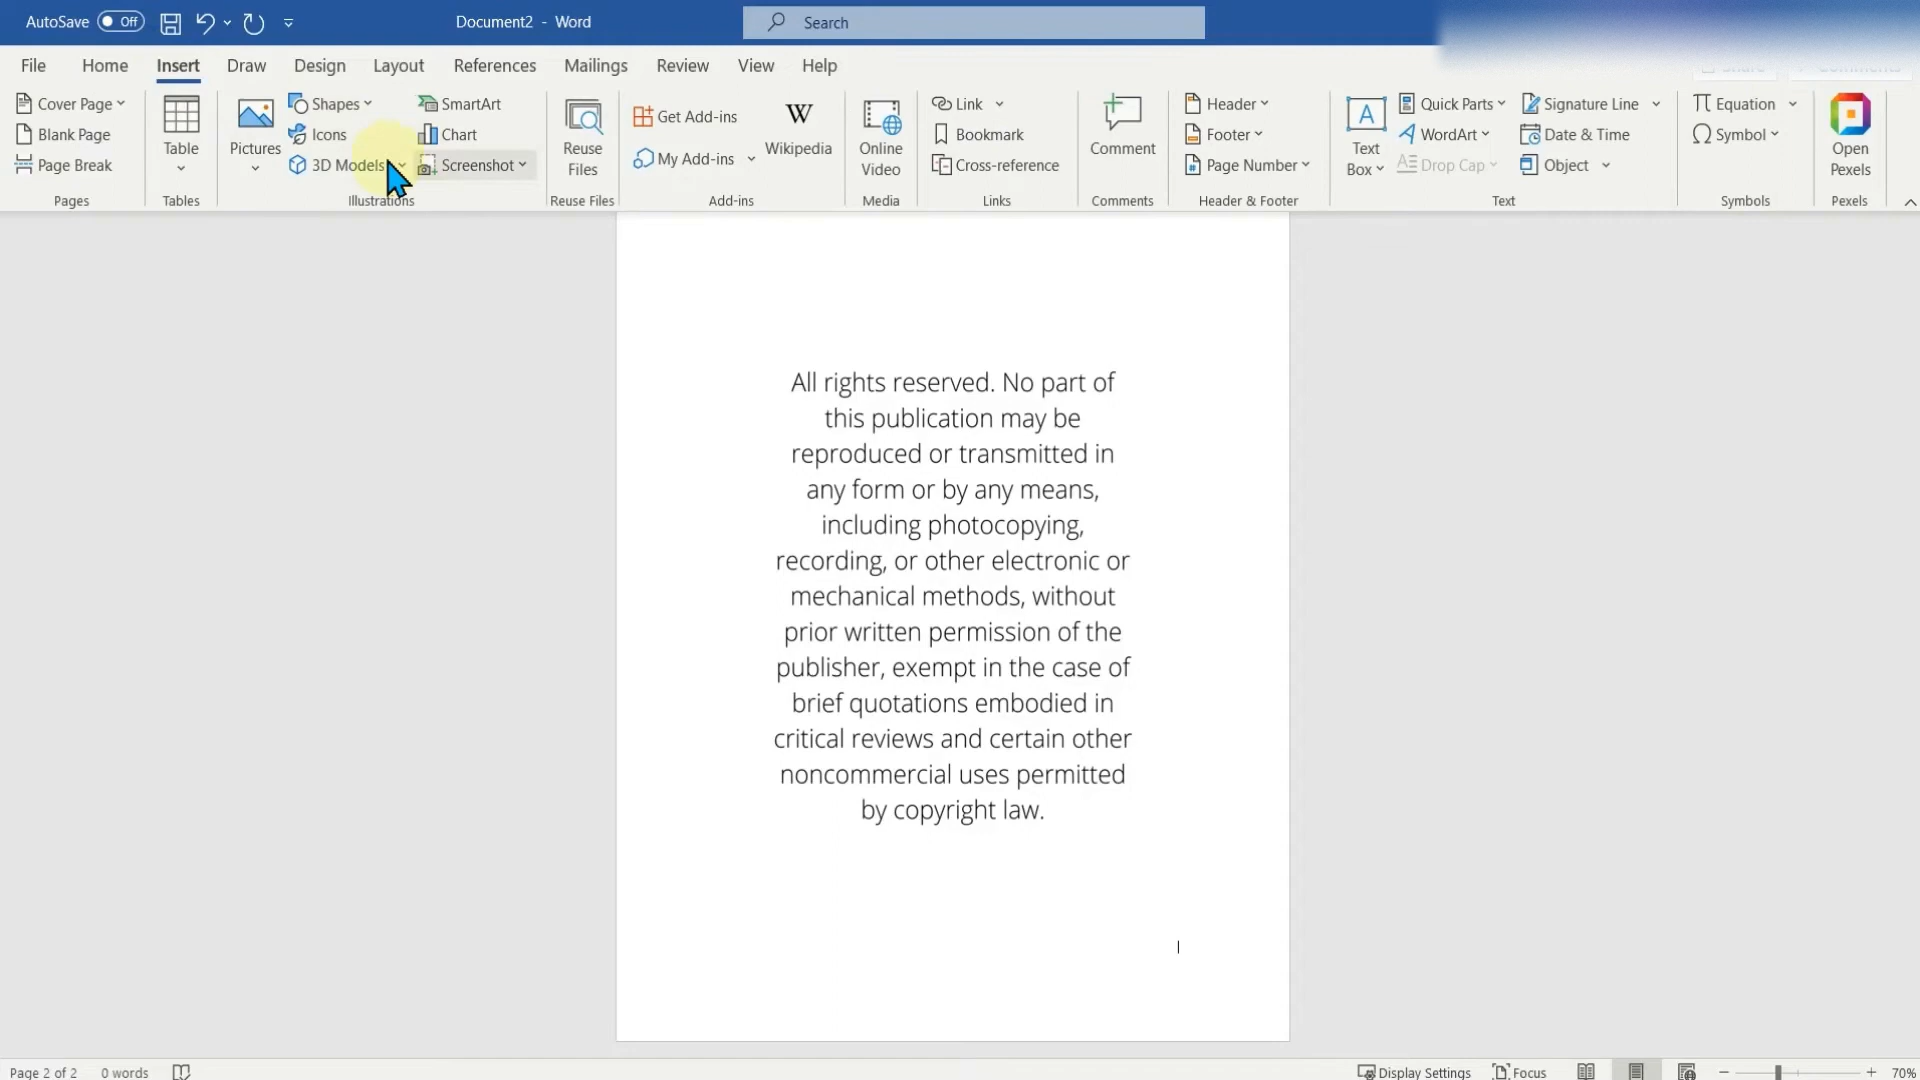 AutoSave Off Document2 - Word Search
File Home Insert Draw Design Layout References Mailings Review View Help
Cover Page
Blank Page
Page Break
Pages
Table
Tables
Pictures
Shapes
Icons
3D Models
SmartArt
Chart
Screenshot
Illustrations
Reuse
Files
Reuse Files
Get Add-ins
My Add-ins
W
Wikipedia
Add-ins
Online
Video
Media
Link
Bookmark
Cross-reference
Links
Comment
Comments
Header
Footer
Page Number
Header & Footer
Text
Box
Quick Parts
WordArt
Drop Cap
Signature Line
Date & Time
Object
Text
Equation
Symbol
Symbols
Open
Pexels
Pexels
All rights reserved. No part of
this publication may be
reproduced or transmitted in
any form or by any means,
including photocopying,
recording, or other electronic or
mechanical methods, without
prior written permission of the
publisher, exempt in the case of
brief quotations embodied in
critical reviews and certain other
noncommercial uses permitted
by copyright law.
Page 2 of 2 0 words Display Settings Focus 70%